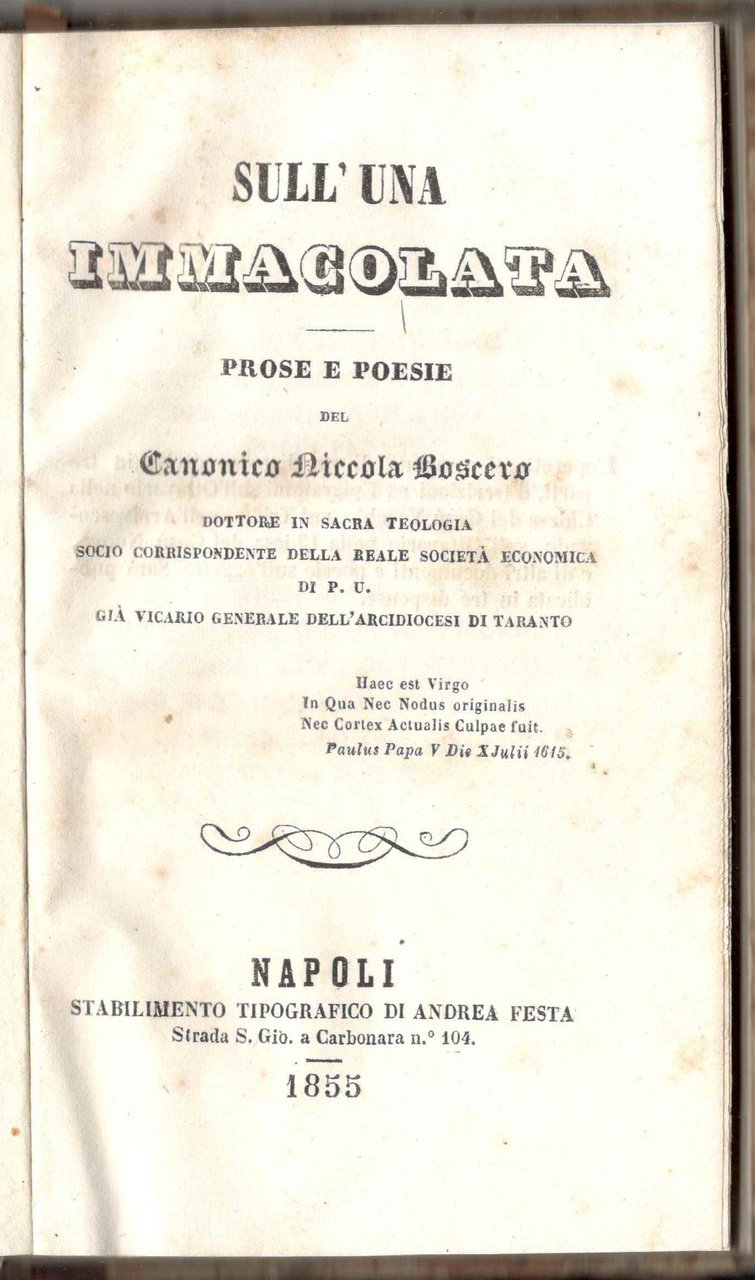 SULL' UNA
IMMACOLATA
PROSE E POESIE
DEL
Canonico Niccola Boscero
DOTTORE IN SACRA TEOLOGIA
SOCIO CORRISPONDENTE DELLA REALE SOCIETÀ ECONOMICA
DI P. U.
GIÀ VICARIO GENERALE DELL'ARCIDIOCESI DI TARANTO
Haec est Virgo
In Qua Nec Nodus originalis
Nec Cortex Actualis Culpae fuit.
Paulus Papa V Die X Julii 1615.
NAPOLI
STABILIMENTO TIPOGRAFICO DI ANDREA FESTA
Strada S. Gio. a Carbonara n.° 104.
1855